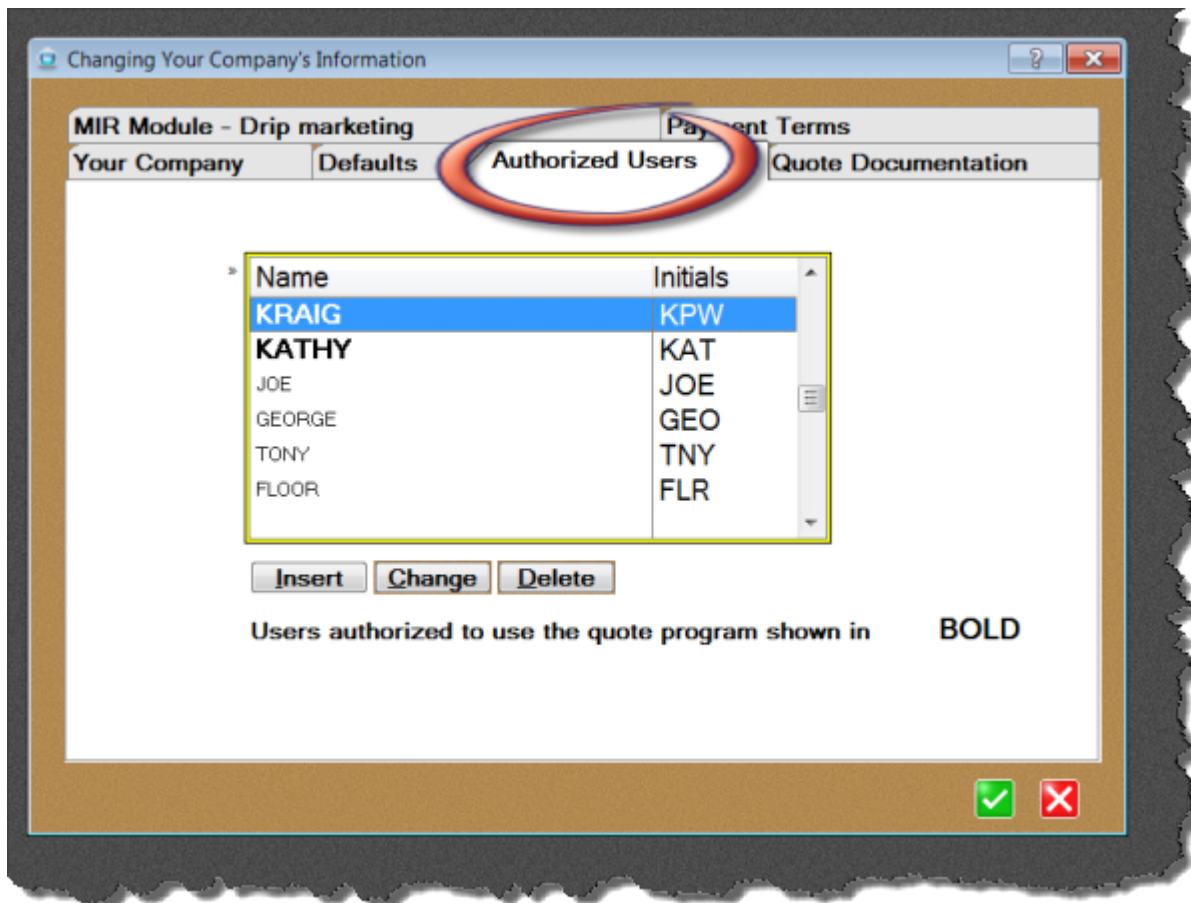 Changing Your Company's Information
MIR Module - Drip marketing Payment Terms
Your Company Defaults Authorized Users Quote Documentation
Name Initials
KRAIG KPW
KATHY KAT
JOE JOE
GEORGE GEO
TONY TNY
FLOOR FLR
Insert Change Delete
Users authorized to use the quote program shown in BOLD